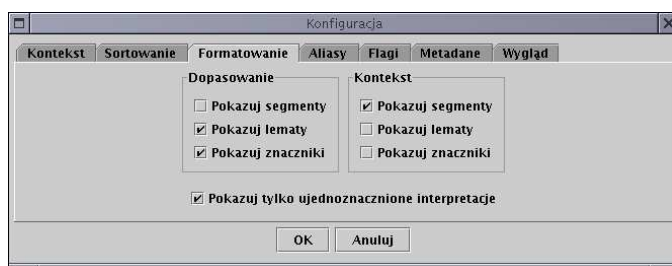 Konfiguracja
Kontekst Sortowanie Formatowanie Aliasy Flagi Metadane Wygląd
Dopasowanie Kontekst
Pokazuj segmenty Pokazuj segmenty
Pokazuj lematy Pokazuj lematy
Pokazuj znaczniki Pokazuj znaczniki
Pokazuj tylko ujednoznacznione interpretacje
OK Anuluj